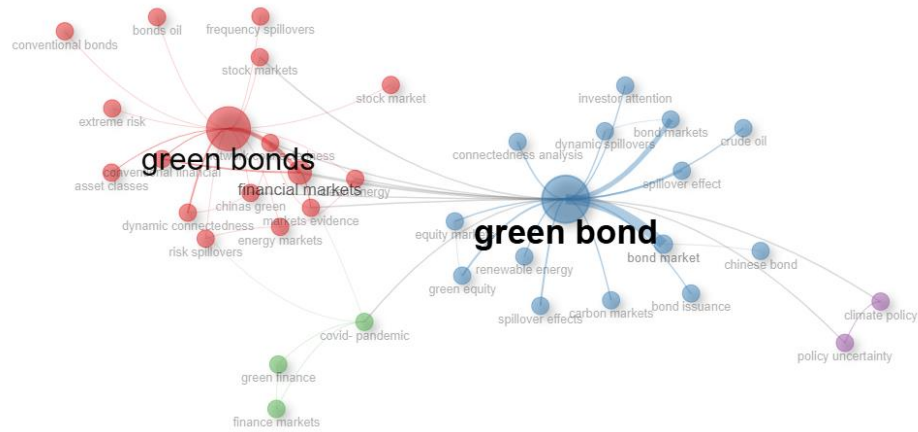 conventional bonds
bonds oil
frequency spillovers
stock markets
stock market
extreme risk
green bonds
conventional financial
asset classes
financial markets
energy
chinas green
dynamic connectedness
markets evidence
energy markets
risk spillovers
investor attention
bond markets
crude oil
dynamic spillovers
connectedness analysis
spillover effect
green bond
equity
bond market
renewable energy
chinese bond
green equity
spillover effects
carbon markets
bond issuance
climate policy
policy uncertainty
covid- pandemic
green finance
finance markets